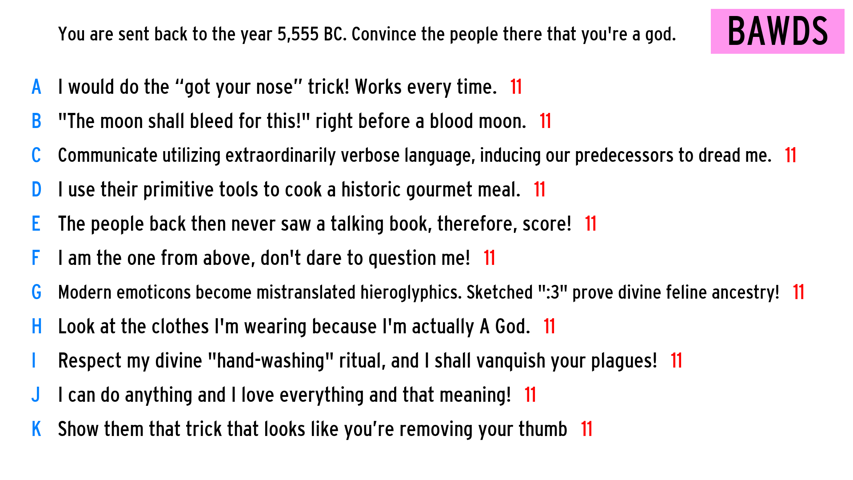 You are sent back to the year 5,555 BC. Convince the people there that you're a god.
BAWDS
A I would do the “got your nose” trick! Works every time. 11
B "The moon shall bleed for this!" right before a blood moon. 11
C Communicate utilizing extraordinarily verbose language, inducing our predecessors to dread me. 11
D I use their primitive tools to cook a historic gourmet meal. 11
E The people back then never saw a talking book, therefore, score! 11
F I am the one from above, don't dare to question me! 11
G Modern emoticons become mistranslated hieroglyphics. Sketched ":3" prove divine feline ancestry! 11
H Look at the clothes I'm wearing because I'm actually A God. 11
I Respect my divine "hand-washing" ritual, and I shall vanquish your plagues! 11
J I can do anything and I love everything and that meaning! 11
K Show them that trick that looks like you’re removing your thumb 11